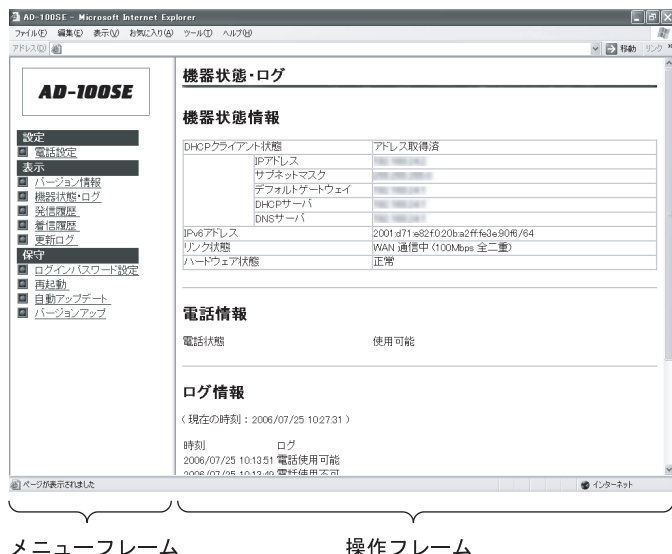 AD-100SE - Microsoft Internet Explorer
ファイル(F) 編集(E) 表示(V) お気に入り(A) ツール(T) ヘルプ(H)
アドレス(D) 移動 リンク »
AD-100SE
設定
電話設定
表示
バージョン情報
機器状態・ログ
発信履歴
着信履歴
更新ログ
保守
ログインパスワード設定
再起動
自動アップデート
バージョンアップ
機器状態・ログ
機器状態情報
DHCPクライアント状態 アドレス取得済
IPアドレス
サブネットマスク
デフォルトゲートウェイ
DHCPサーバ
DNSサーバ
IPv6アドレス 2001:d71:e82f:020b:a2ff:fe3e:90f6/64
リンク状態 WAN 通信中 (100Mbps 全二重)
ハードウェア状態 正常
電話情報
電話状態 使用可能
ログ情報
( 現在の時刻 : 2006/07/25 10:27:31 )
時刻 ログ
2006/07/25 10:13:51 電話使用可能
2006/07/25 10:13:49 電話使用不可
ページが表示されました インターネット
メニューフレーム 操作フレーム